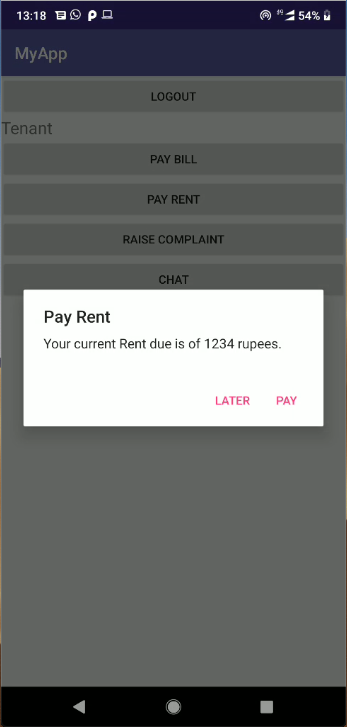 13:18 54%
MyApp
LOGOUT
Tenant
PAY BILL
PAY RENT
RAISE COMPLAINT
CHAT
Pay Rent
Your current Rent due is of 1234 rupees.
LATER PAY